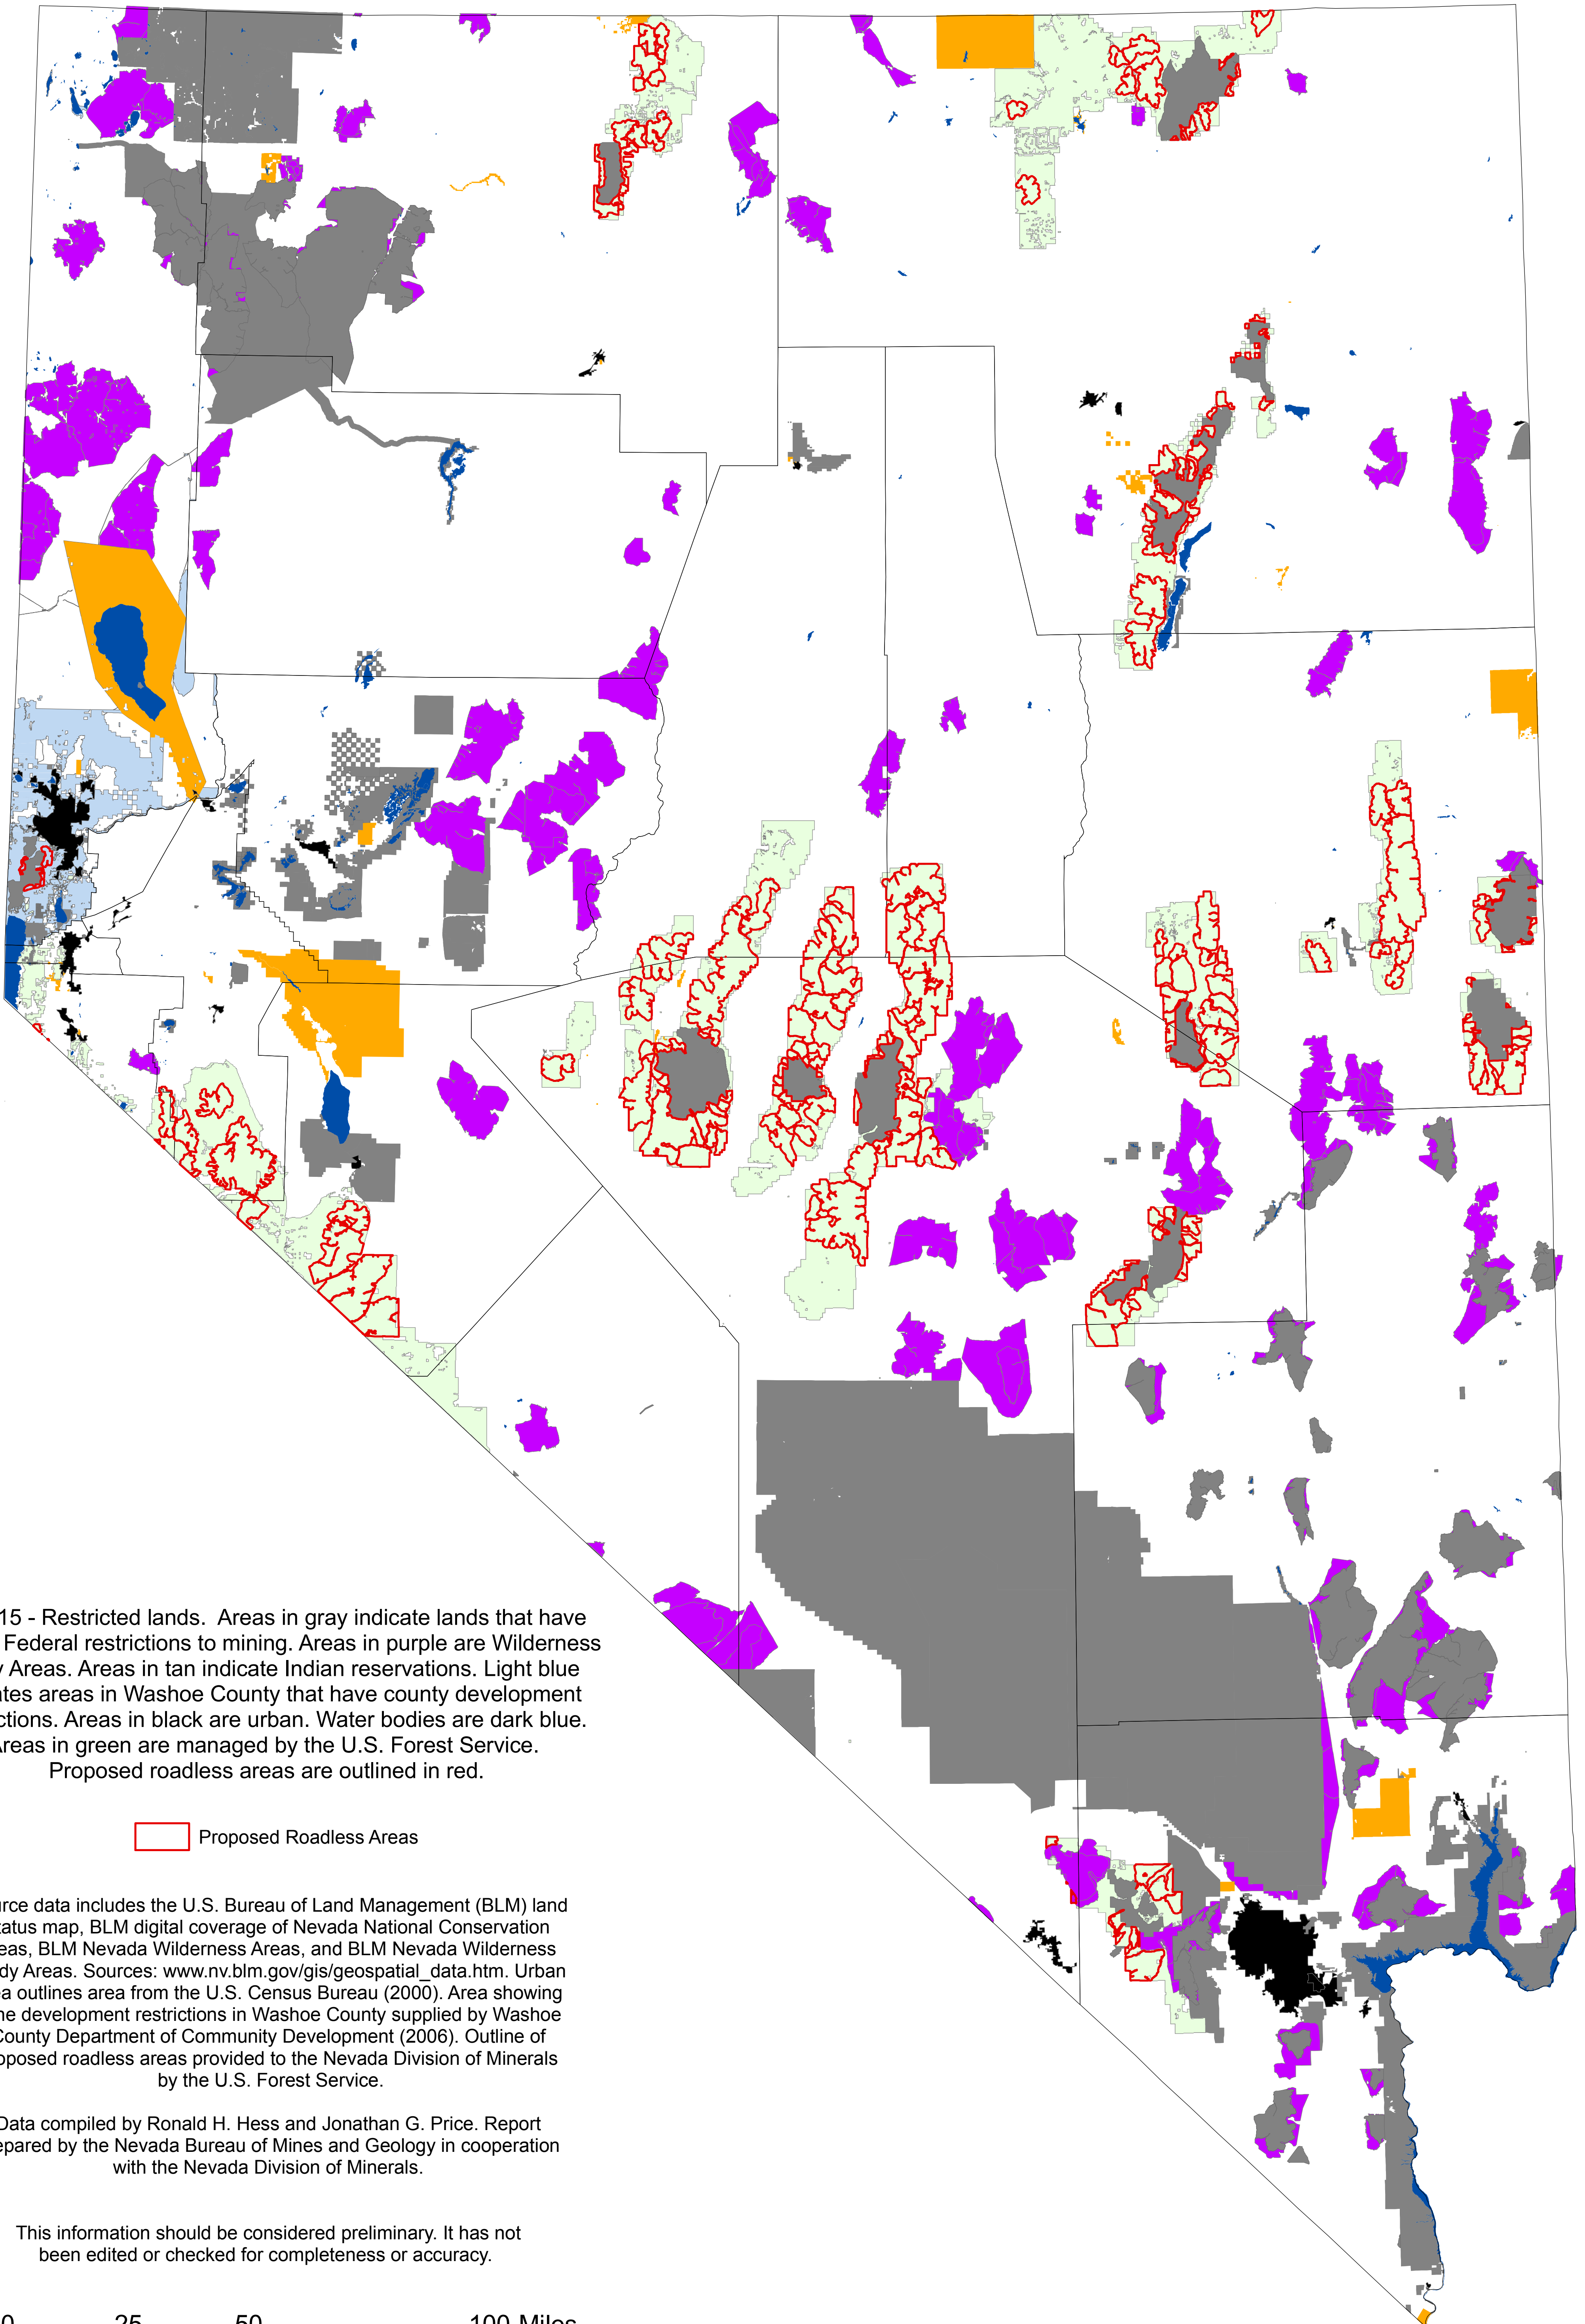 15 - Restricted lands.  Areas in gray indicate lands that have
Federal restrictions to mining. Areas in purple are Wilderness
Areas. Areas in tan indicate Indian reservations. Light blue
areas in Washoe County that have county development
Areas in black are urban. Water bodies are dark blue.
reas in green are managed by the U.S. Forest Service.
Proposed roadless areas are outlined in red.
Proposed Roadless Areas
urce data includes the U.S. Bureau of Land Management (BLM) land
tatus map, BLM digital coverage of Nevada National Conservation
eas, BLM Nevada Wilderness Areas, and BLM Nevada Wilderness
dy Areas. Sources: www.nv.blm.gov/gis/geospatial_data.htm. Urban
ea outlines area from the U.S. Census Bureau (2000). Area showing
ne development restrictions in Washoe County supplied by Washoe
County Department of Community Development (2006). Outline of
oposed roadless areas provided to the Nevada Division of Minerals
by the U.S. Forest Service.
Data compiled by Ronald H. Hess and Jonathan G. Price. Report
epared by the Nevada Bureau of Mines and Geology in cooperation
with the Nevada Division of Minerals.
This information should be considered preliminary. It has not
been edited or checked for completeness or accuracy.
0 25 50 100 Miles